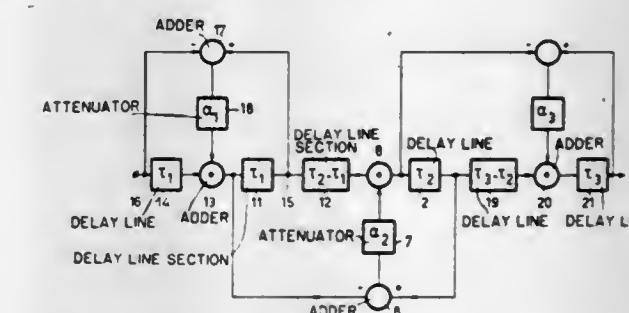 ADDER 17
- +
- +
ATTENUATOR α1 18
α3
DELAY LINE SECTION
8
DELAY LINE
ADDER
τ1 τ1 τ2-τ1 τ2 τ3-τ2 τ3
16 14 13 11 15 12 2 19 20 21
DELAY LINE ADDER
DELAY LINE DELAY L
ATTENUATOR α2 7
DELAY LINE SECTION
- +
ADDER